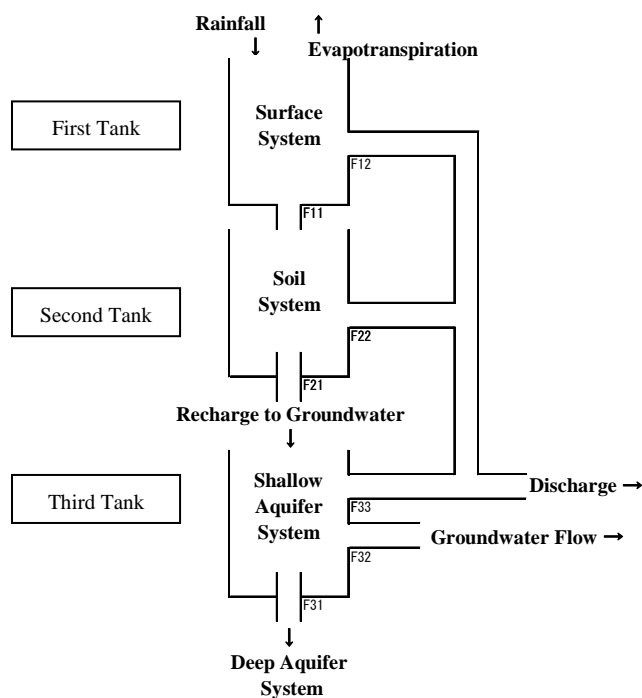 Rainfall ↑
↓ Evapotranspiration
First Tank
Surface
System
F12
F11
Second Tank
Soil
System
F22
F21
Recharge to Groundwater
↓
Third Tank
Shallow
Aquifer
System
Discharge →
F33
Groundwater Flow →
F32
F31
↓
Deep Aquifer
System